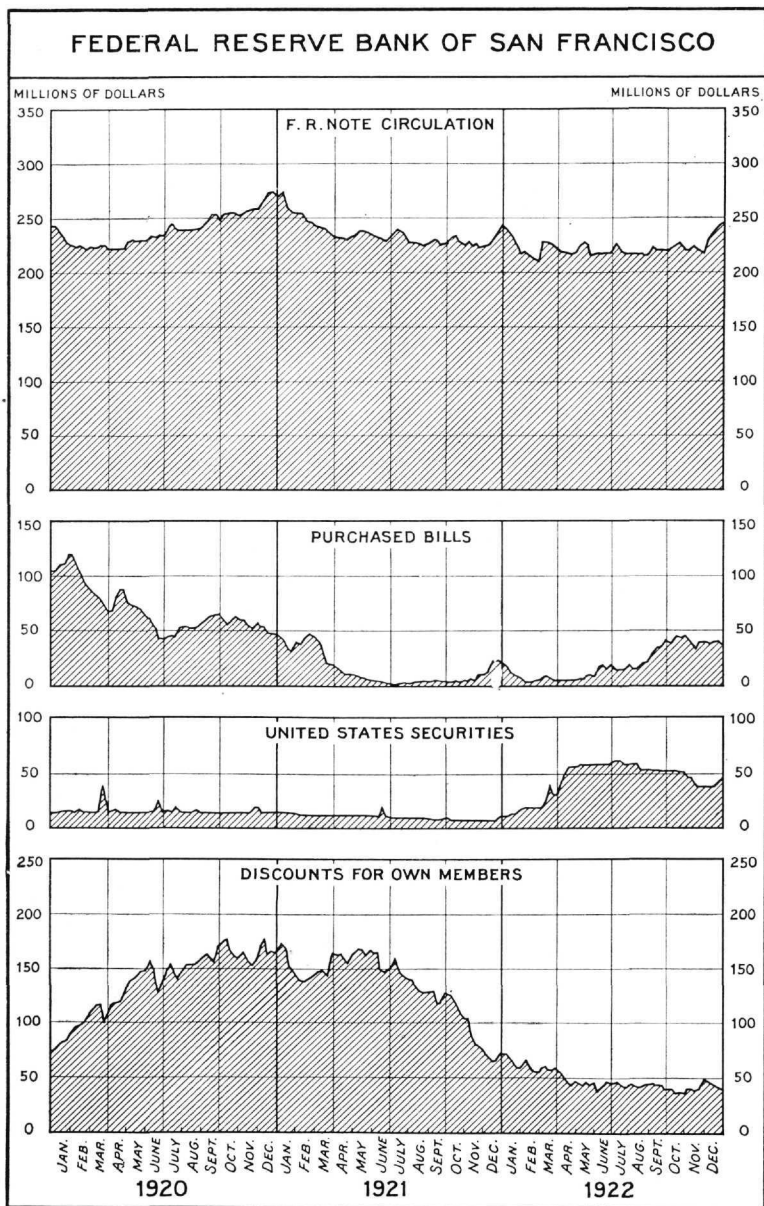 FEDERAL RESERVE BANK OF SAN FRANCISCO
MILLIONS OF DOLLARS MILLIONS OF DOLLARS
F. R. NOTE CIRCULATION
350 350
300 300
250 250
200 200
150 150
100 100
50 50
0 0
PURCHASED BILLS
150 150
100 100
50 50
0 0
UNITED STATES SECURITIES
100 100
50 50
0 0
DISCOUNTS FOR OWN MEMBERS
250 250
200 200
150 150
100 100
50 50
0 0
JAN. FEB. MAR. APR. MAY JUNE JULY AUG. SEPT. OCT. NOV. DEC. JAN. FEB. MAR. APR. MAY JUNE JULY AUG. SEPT. OCT. NOV. DEC. JAN. FEB. MAR. APR. MAY JUNE JULY AUG. SEPT. OCT. NOV. DEC.
1920 1921 1922